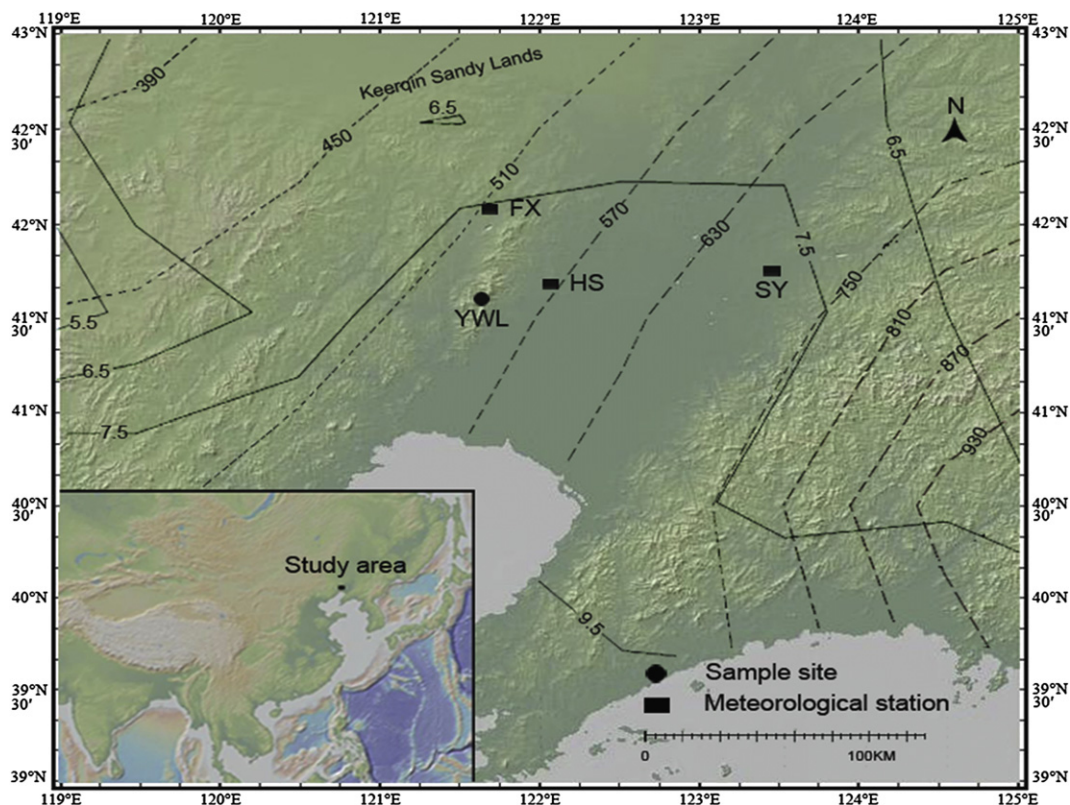 119°E 120°E 121°E 122°E 123°E 124°E 125°E
43°N 43°N
390
Keerqin Sandy Lands
6.5
N
42°N 30' 42°N 30'
450
6.5
510
FX
570
42°N 42°N
630
7.5
HS
SY
750
YWL
41°N 30' 41°N 30'
5.5
810
6.5
870
41°N 41°N
7.5
930
40°N 30' 40°N 30'
Study area
40°N 40°N
9.5
Sample site
39°N 30' 39°N 30'
Meteorological station
0 100KM
39°N 39°N
119°E 120°E 121°E 122°E 123°E 124°E 125°E